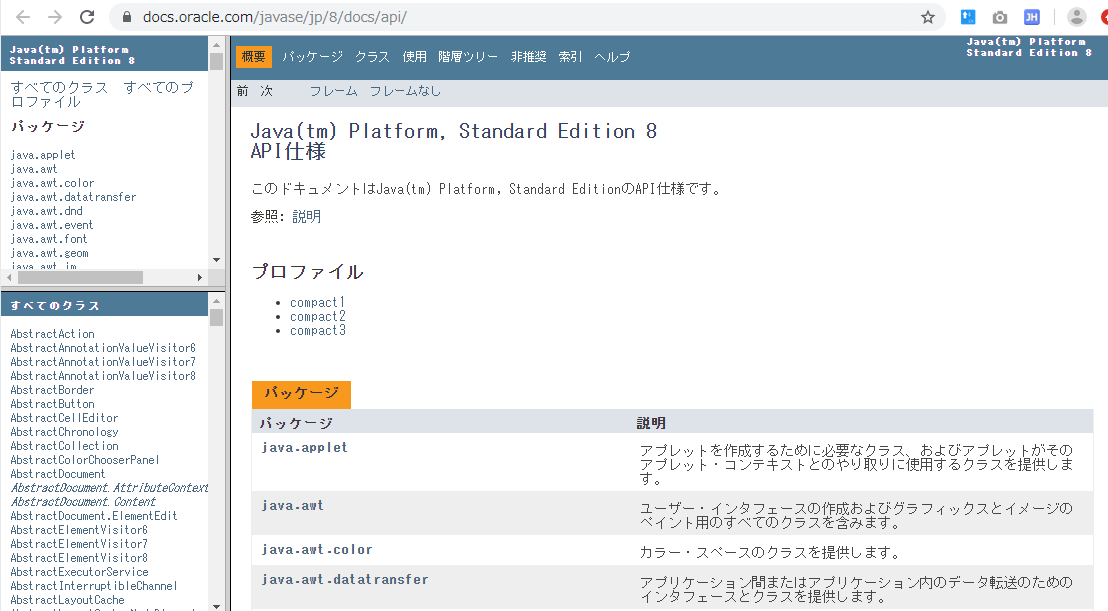 docs.oracle.com/javase/jp/8/docs/api/
JH
Java(tm) Platform
Standard Edition 8
すべてのクラス　すべてのプ
ロファイル
パッケージ
java.applet
java.awt
java.awt.color
java.awt.datatransfer
java.awt.dnd
java.awt.event
java.awt.font
java.awt.geom
java.awt.im
すべてのクラス
AbstractAction
AbstractAnnotationValueVisitor6
AbstractAnnotationValueVisitor7
AbstractAnnotationValueVisitor8
AbstractBorder
AbstractButton
AbstractCellEditor
AbstractChronology
AbstractCollection
AbstractColorChooserPanel
AbstractDocument
AbstractDocument.AttributeContext
AbstractDocument.Content
AbstractDocument.ElementEdit
AbstractElementVisitor6
AbstractElementVisitor7
AbstractElementVisitor8
AbstractExecutorService
AbstractInterruptibleChannel
AbstractLayoutCache
概要 パッケージ クラス 使用 階層ツリー 非推奨 索引 ヘルプ
Java(tm) Platform
Standard Edition 8
前 次 フレーム フレームなし
Java(tm) Platform, Standard Edition 8
API仕様
このドキュメントはJava(tm) Platform, Standard EditionのAPI仕様です。
参照: 説明
プロファイル
• compact1
• compact2
• compact3
パッケージ
パッケージ 説明
java.applet アプレットを作成するために必要なクラス、およびアプレットがその
アプレット・コンテキストとのやり取りに使用するクラスを提供しま
す。
java.awt ユーザー・インタフェースの作成およびグラフィックスとイメージの
ペイント用のすべてのクラスを含みます。
java.awt.color カラー・スペースのクラスを提供します。
java.awt.datatransfer アプリケーション間またはアプリケーション内のデータ転送のための
インタフェースとクラスを提供します。